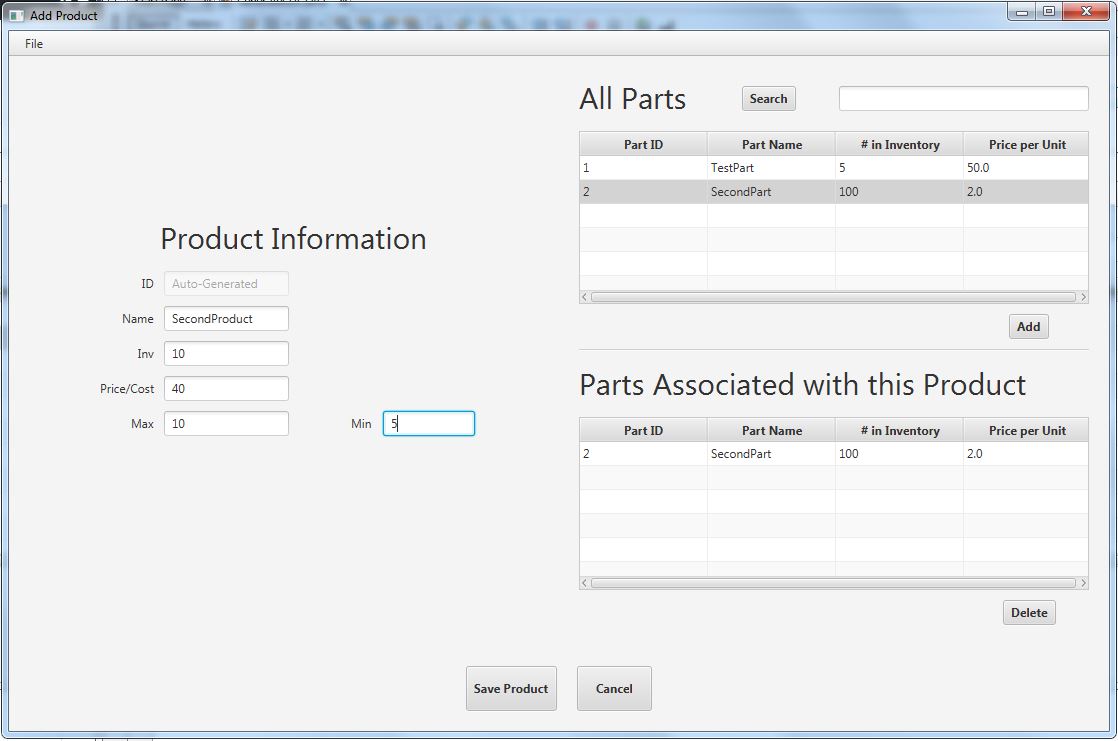 Add Product
File
All Parts
Search
Part ID Part Name # in Inventory Price per Unit
1 TestPart 5 50.0
2 SecondPart 100 2.0
Add
Product Information
ID Auto-Generated
Name SecondProduct
Inv 10
Price/Cost 40
Max 10 Min 5
Parts Associated with this Product
Part ID Part Name # in Inventory Price per Unit
2 SecondPart 100 2.0
Delete
Save Product Cancel